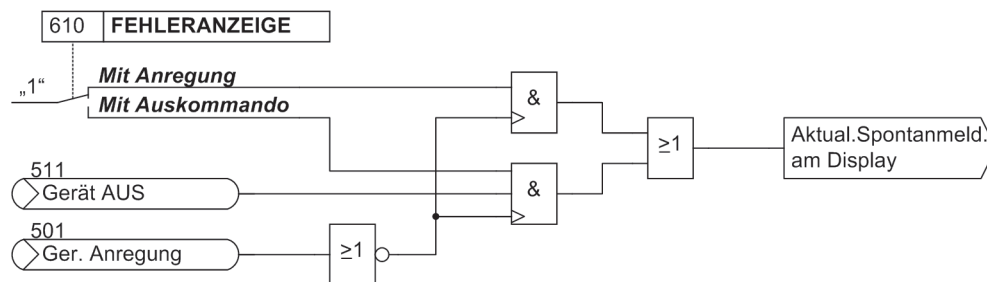 610 FEHLERANZEIGE
„1“
Mit Anregung
Mit Auskommando
&
≥1
Aktual.Spontanmeld.
am Display
511
Gerät AUS
&
501
Ger. Anregung
≥1